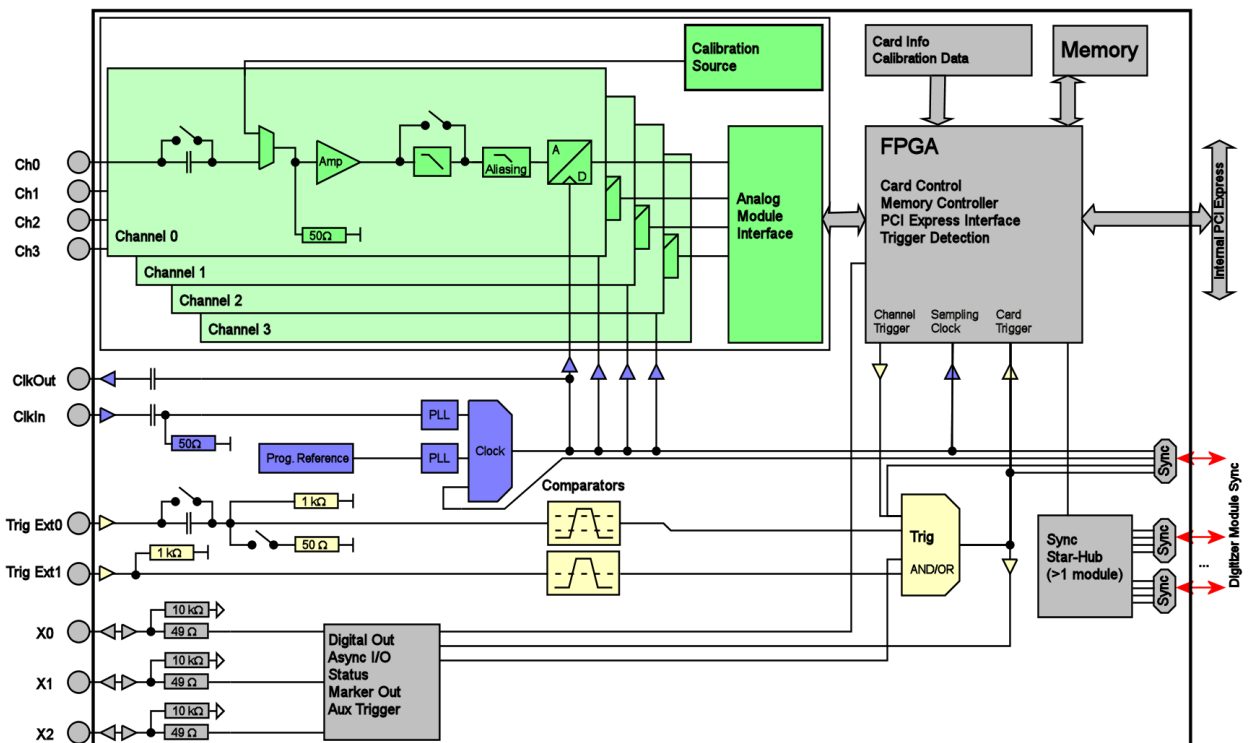 Calibration
Source
Card Info
Calibration Data
Memory
Ch0
Ch1
Ch2
Ch3
Amp
Aliasing
A
D
50Ω
Channel 0
Channel 1
Channel 2
Channel 3
Analog
Module
Interface
FPGA
Card Control
Memory Controller
PCI Express Interface
Trigger Detection
Channel
Trigger
Sampling
Clock
Card
Trigger
Internal PCI Express
ClkOut
ClkIn
50Ω
PLL
Prog. Reference
PLL
Clock
Sync
Comparators
Trig Ext0
1 kΩ
50 Ω
Trig Ext1
1 kΩ
Trig
AND/OR
Sync
Star-Hub
(>1 module)
Sync
...
Sync
Digitizer Module Sync
X0
10 kΩ
49 Ω
X1
10 kΩ
49 Ω
X2
10 kΩ
49 Ω
Digital Out
Async I/O
Status
Marker Out
Aux Trigger